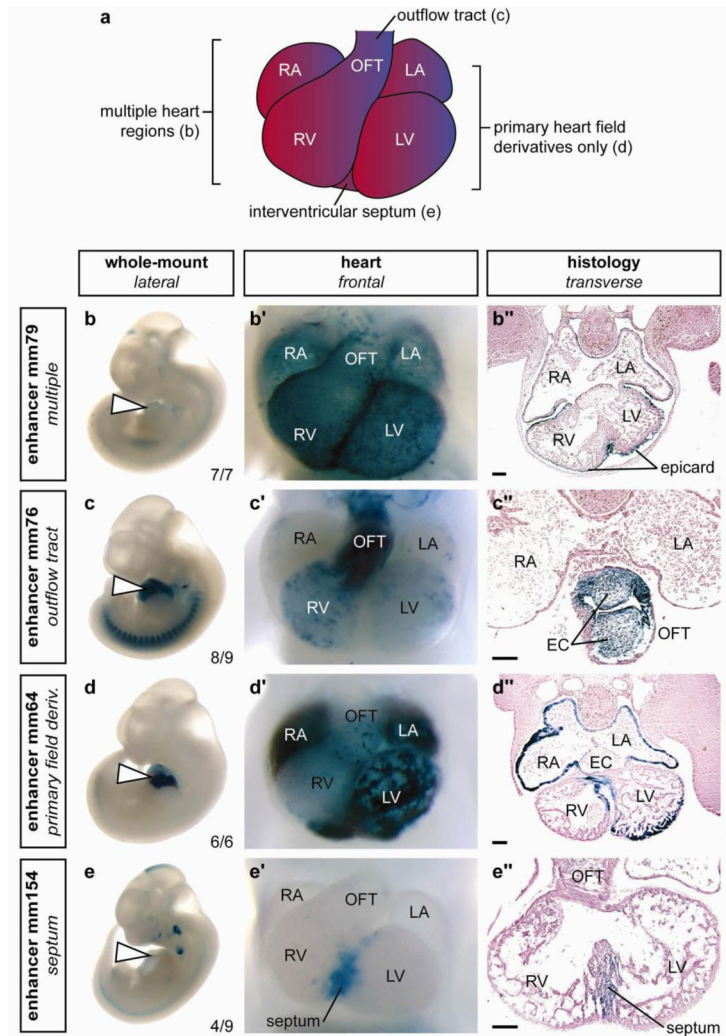 a
outflow tract (c)
RA
OFT
LA
multiple heart
regions (b)
RV
LV
primary heart field
derivatives only (d)
interventricular septum (e)
whole-mount
lateral
heart
frontal
histology
transverse
enhancer mm79
multiple
b
7/7
b'
RA
OFT
LA
RV
LV
b"
RA
LA
RV
LV
epicard
enhancer mm76
outflow tract
c
8/9
c'
RA
OFT
LA
RV
LV
c"
RA
LA
EC
OFT
enhancer mm64
primary field deriv.
d
6/6
d'
OFT
RA
LA
RV
LV
d"
LA
RA
EC
RV
LV
enhancer mm154
septum
e
4/9
e'
RA
OFT
LA
RV
LV
septum
e"
OFT
RV
LV
septum